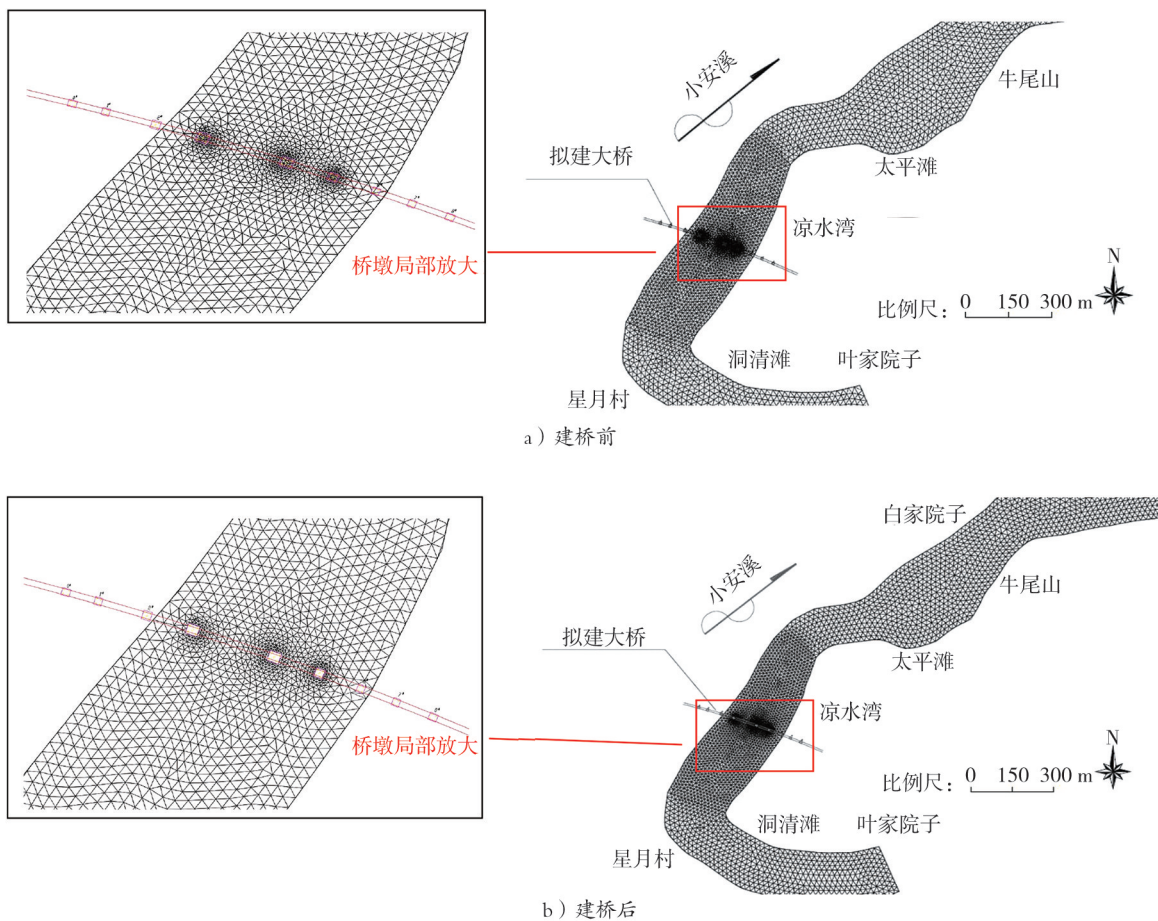 小安溪
牛尾山
拟建大桥
太平滩
凉水湾
桥墩局部放大
N
比例尺： 0 150 300 m
洞清滩 叶家院子
星月村
a）建桥前
白家院子
小安溪
牛尾山
拟建大桥
太平滩
凉水湾
桥墩局部放大
N
比例尺： 0 150 300 m
洞清滩 叶家院子
星月村
b）建桥后